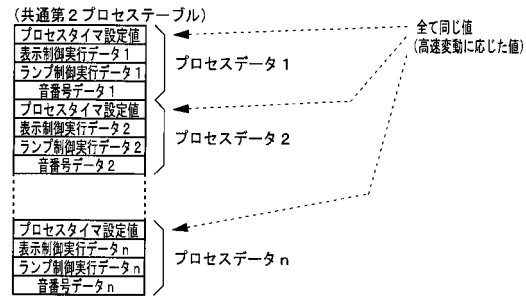 (共通第2プロセステーブル)
プロセスタイマ設定値
表示制御実行データ1
ランプ制御実行データ1
音番号データ1
プロセスデータ1
プロセスタイマ設定値
表示制御実行データ2
ランプ制御実行データ2
音番号データ2
プロセスデータ2
プロセスタイマ設定値
表示制御実行データn
ランプ制御実行データn
音番号データn
プロセスデータn
全て同じ値
(高速変動に応じた値)